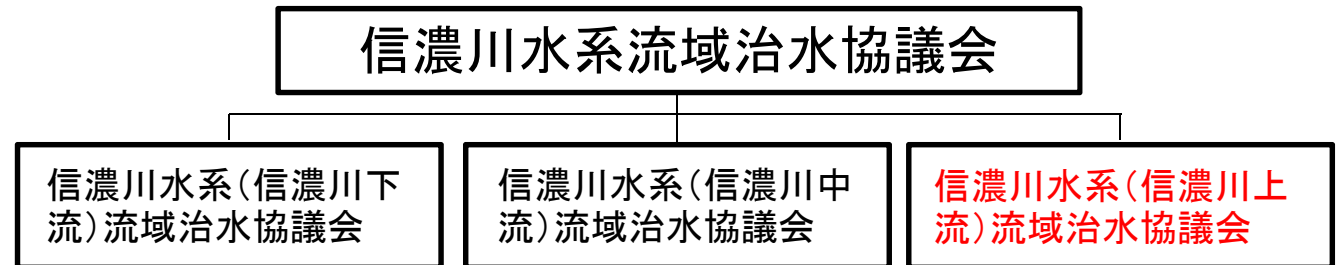 信濃川水系流域治水協議会
信濃川水系(信濃川下
流)流域治水協議会
信濃川水系(信濃川中
流)流域治水協議会
信濃川水系(信濃川上
流)流域治水協議会